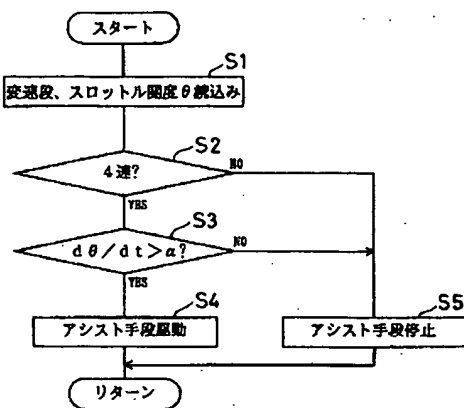 スタート
S1
変速段、スロットル開度θ読込み
S2
4速?
NO
YES
S3
dθ/dt>α?
NO
YES
S4
アシスト手段駆動
S5
アシスト手段停止
リターン